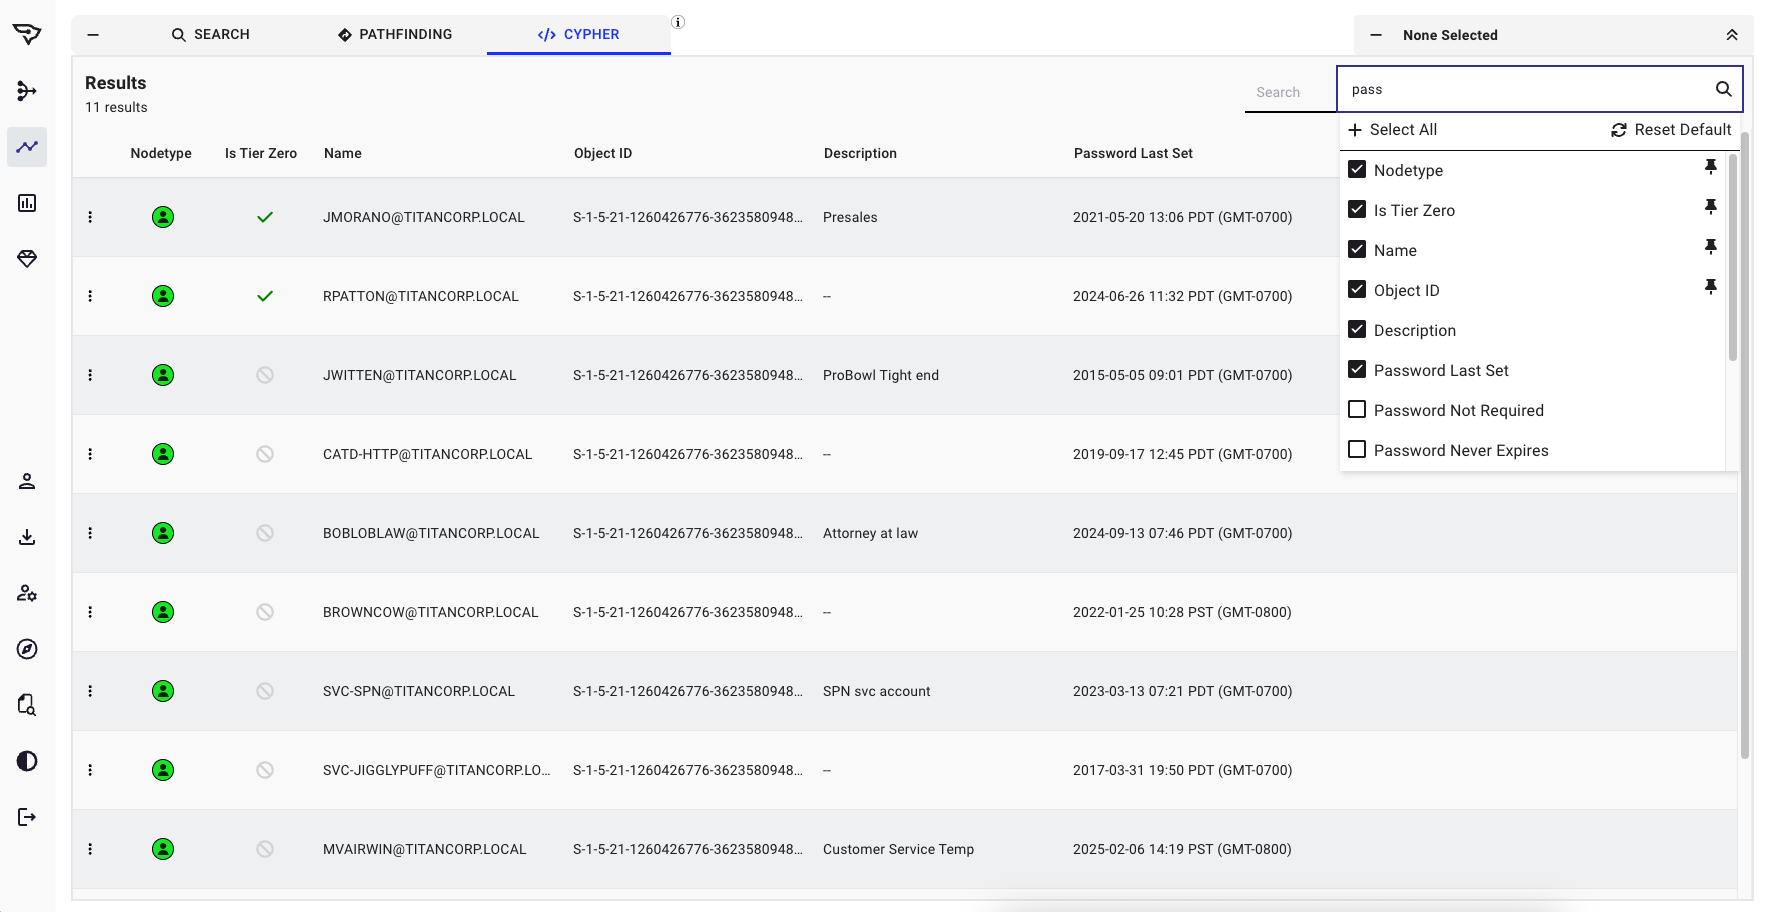 SEARCH PATHFINDING CYPHER
None Selected
Results
11 results
Search
pass
Select All Reset Default
Nodetype Is Tier Zero Name Object ID Description Password Last Set
Nodetype
Is Tier Zero
Name
Object ID
Description
Password Last Set
Password Not Required
Password Never Expires
JMORANO@TITANCORP.LOCAL S-1-5-21-1260426776-3623580948... Presales 2021-05-20 13:06 PDT (GMT-0700)
RPATTON@TITANCORP.LOCAL S-1-5-21-1260426776-3623580948... -- 2024-06-26 11:32 PDT (GMT-0700)
JWITTEN@TITANCORP.LOCAL S-1-5-21-1260426776-3623580948... ProBowl Tight end 2015-05-05 09:01 PDT (GMT-0700)
CATD-HTTP@TITANCORP.LOCAL S-1-5-21-1260426776-3623580948... -- 2019-09-17 12:45 PDT (GMT-0700)
BOBLOBLAW@TITANCORP.LOCAL S-1-5-21-1260426776-3623580948... Attorney at law 2024-09-13 07:46 PDT (GMT-0700)
BROWNCOW@TITANCORP.LOCAL S-1-5-21-1260426776-3623580948... -- 2022-01-25 10:28 PST (GMT-0800)
SVC-SPN@TITANCORP.LOCAL S-1-5-21-1260426776-3623580948... SPN svc account 2023-03-13 07:21 PDT (GMT-0700)
SVC-JIGGLYPUFF@TITANCORP.LO... S-1-5-21-1260426776-3623580948... -- 2017-03-31 19:50 PDT (GMT-0700)
MVAIRWIN@TITANCORP.LOCAL S-1-5-21-1260426776-3623580948... Customer Service Temp 2025-02-06 14:19 PST (GMT-0800)